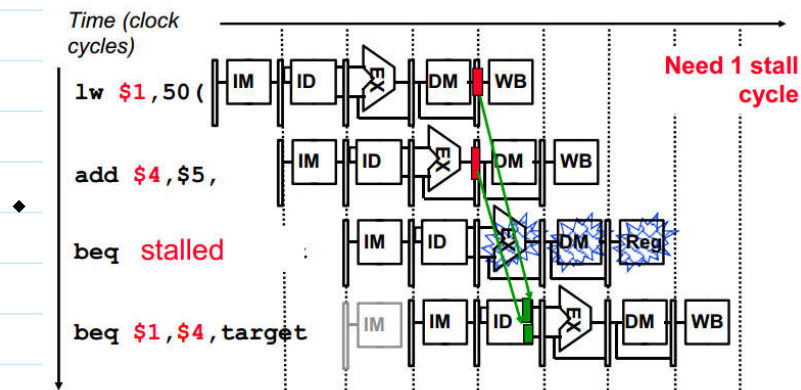 Time (clock
cycles)
Need 1 stall
cycle
lw $1,50(
IM ID EX DM WB
add $4,$5,
IM ID EX DM WB
beq stalled :
IM ID EX DM Reg
beq $1,$4,target
IM IM ID EX DM WB